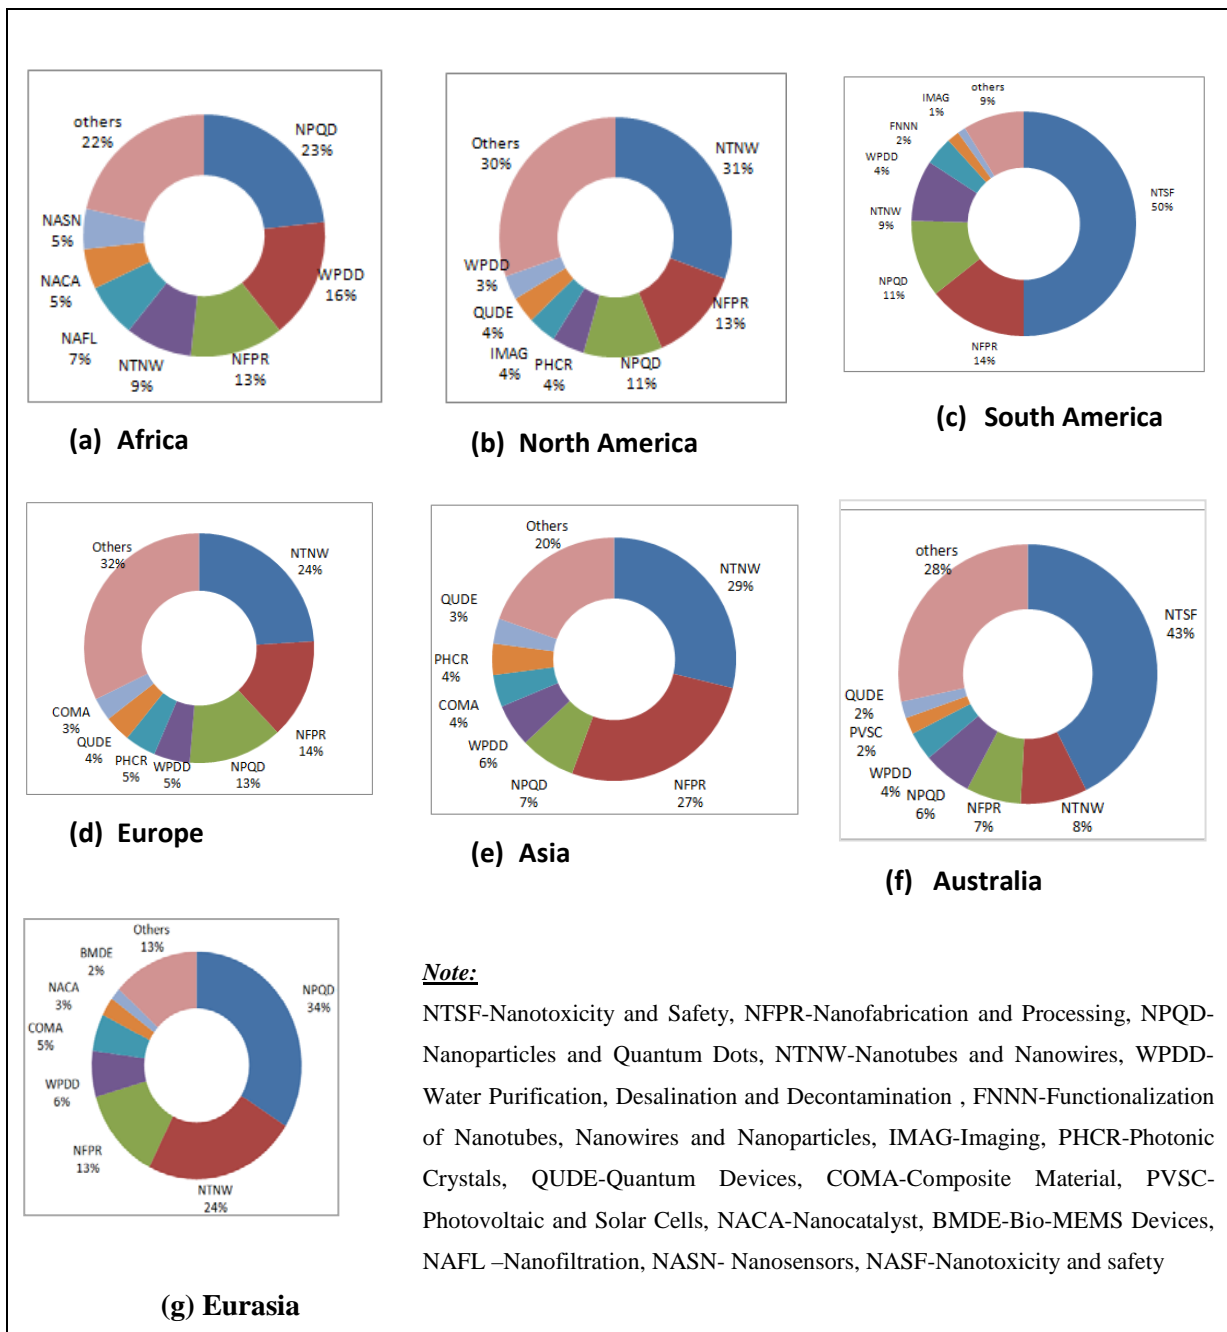 others
22%
NPQD
23%
NASN
5%
WPDD
16%
NACA
5%
NAFL
7%
NTNW
9%
NFPR
13%
(a) Africa
Others
30%
NTNW
31%
WPDD
3%
QUDE
4%
IMAG
4%
PHCR
4%
NPQD
11%
NFPR
13%
(b) North America
others
9%
IMAG
1%
FNNN
2%
WPDD
4%
NTNW
9%
NPQD
11%
NFPR
14%
NTSF
50%
(c) South America
Others
32%
NTNW
24%
COMA
3%
QUDE
4%
PHCR
5%
WPDD
5%
NPQD
13%
NFPR
14%
(d) Europe
Others
20%
NTNW
29%
QUDE
3%
PHCR
4%
COMA
4%
WPDD
6%
NPQD
7%
NFPR
27%
(e) Asia
others
28%
NTSF
43%
QUDE
2%
PVSC
2%
WPDD
4%
NPQD
6%
NFPR
7%
NTNW
8%
(f) Australia
Others
13%
BMDE
2%
NACA
3%
COMA
5%
WPDD
6%
NFPR
13%
NTNW
24%
NPQD
34%
(g) Eurasia
Note:
NTSF-Nanotoxicity and Safety, NFPR-Nanofabrication and Processing, NPQD-
Nanoparticles and Quantum Dots, NTNW-Nanotubes and Nanowires, WPDD-
Water Purification, Desalination and Decontamination , FNNN-Functionalization
of Nanotubes, Nanowires and Nanoparticles, IMAG-Imaging, PHCR-Photonic
Crystals, QUDE-Quantum Devices, COMA-Composite Material, PVSC-
Photovoltaic and Solar Cells, NACA-Nanocatalyst, BMDE-Bio-MEMS Devices,
NAFL –Nanofiltration, NASN- Nanosensors, NASF-Nanotoxicity and safety